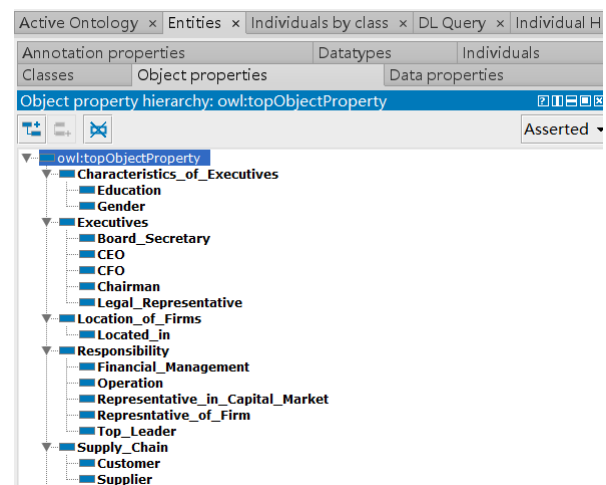 Active Ontology × Entities × Individuals by class × DL Query × Individual H
Annotation properties Datatypes Individuals
Classes Object properties Data properties
Object property hierarchy: owl:topObjectProperty
Asserted
owl:topObjectProperty
Characteristics_of_Executives
Education
Gender
Executives
Board_Secretary
CEO
CFO
Chairman
Legal_Representative
Location_of_Firms
Located_in
Responsibility
Financial_Management
Operation
Representative_in_Capital_Market
Represntative_of_Firm
Top_Leader
Supply_Chain
Customer
Supplier